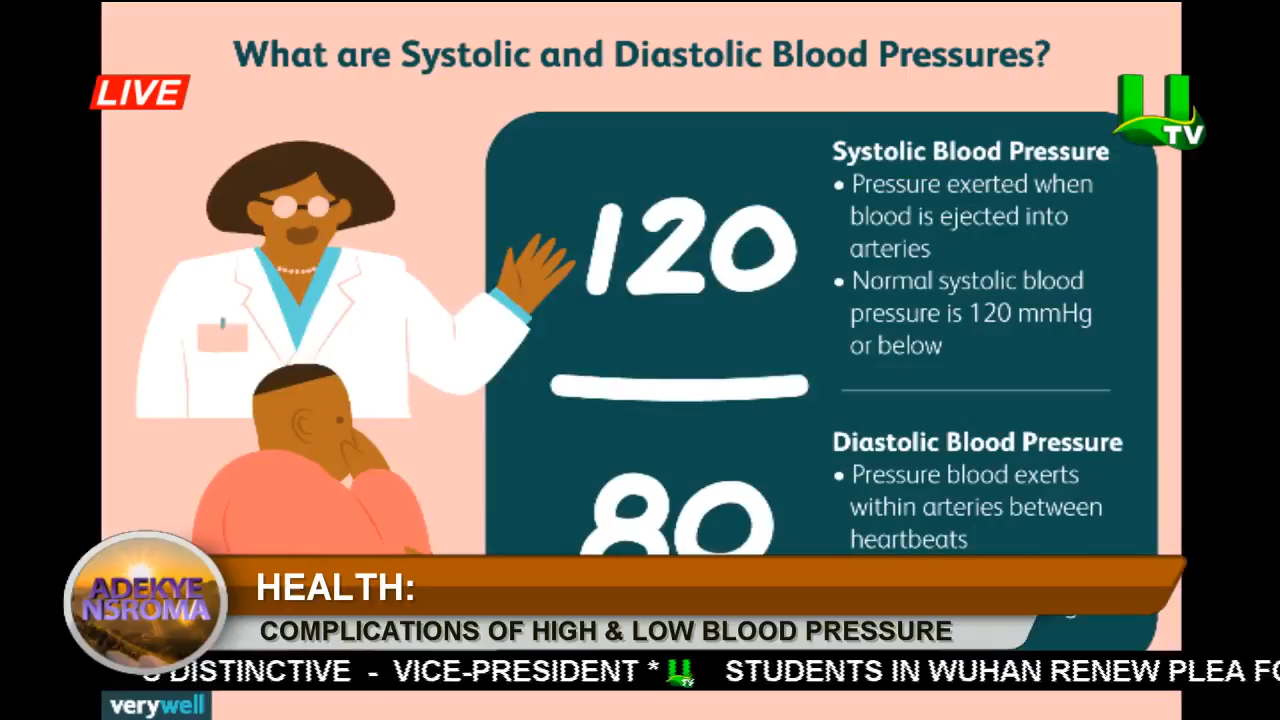 What are Systolic and Diastolic Blood Pressures?
LIVE
U
TV
Systolic Blood Pressure
• Pressure exerted when
blood is ejected into
arteries
• Normal systolic blood
pressure is 120 mmHg
or below
120
Diastolic Blood Pressure
• Pressure blood exerts
within arteries between
heartbeats
80
ADEKYE
NSROMA
HEALTH:
COMPLICATIONS OF HIGH & LOW BLOOD PRESSURE
DISTINCTIVE - VICE-PRESIDENT * U TV STUDENTS IN WUHAN RENEW PLEA
verywell